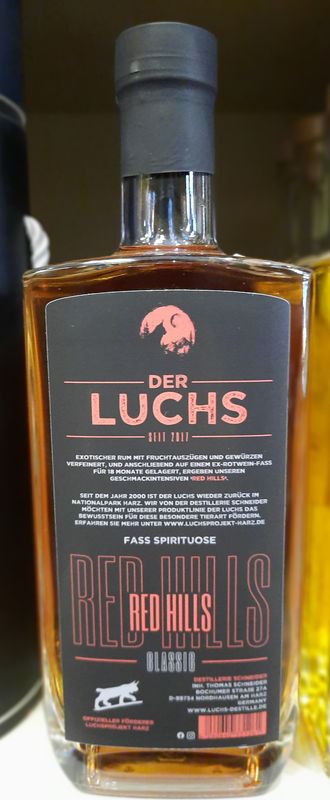 DER
LUCHS
SEIT 2017
EXOTISCHER RUM MIT FRUCHTAUSZÜGEN UND GEWÜRZEN
VERFEINERT, UND ANSCHLIEßEND AUF EINEM EX-ROTWEIN-FASS
FÜR 18 MONATE GELAGERT, ERGEBEN UNSEREN
GESCHMACKINTENSIVEN 'RED HILLS'.
SEIT DEM JAHR 2000 IST DER LUCHS WIEDER ZURÜCK IM
NATIONALPARK HARZ. WIR VON DER DESTILLERIE SCHNEIDER
MÖCHTEN MIT UNSERER PRODUKTLINIE DER LUCHS DAS
BEWUSSTSEIN FÜR DIESE BESONDERE TIERART FÖRDERN.
ERFAHREN SIE MEHR UNTER WWW.LUCHSPROJEKT-HARZ.DE
FASS SPIRITUOSE
RED HILLS
RED HILLS
CLASSIC
DESTILLERIE SCHNEIDER
INH. THOMAS SCHNEIDER
BOCHUMER STRAßE 27A
D-99734 NORDHAUSEN AM HARZ
GERMANY
WWW.LUCHS-DESTILLE.DE
OFFIZIELLER FÖRDERER
LUCHSPROJEKT HARZ